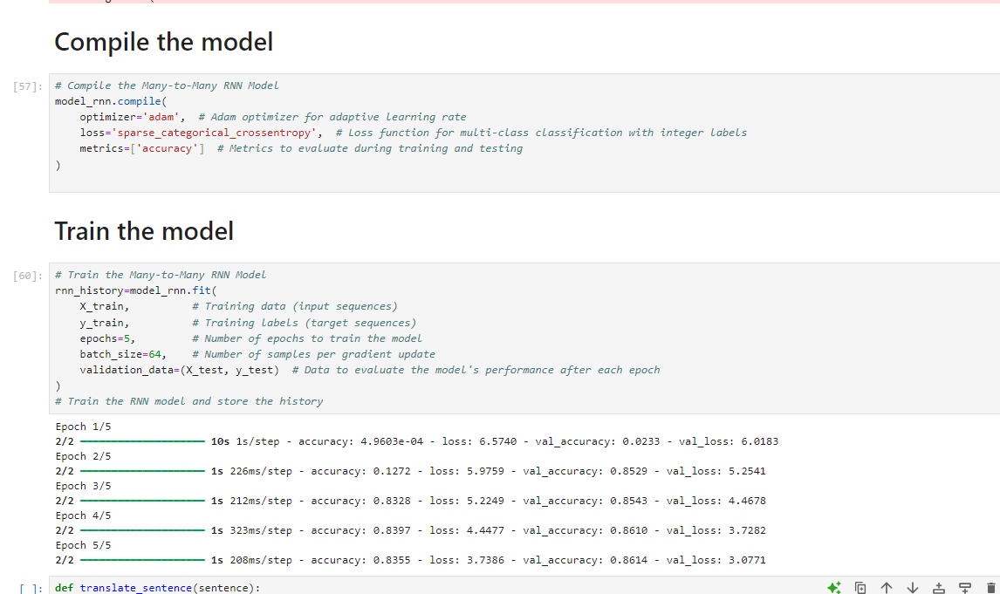 Compile the model
[57]:
# Compile the Many-to-Many RNN Model
model_rnn.compile(
    optimizer='adam',  # Adam optimizer for adaptive learning rate
    loss='sparse_categorical_crossentropy',  # Loss function for multi-class classification with integer labels
    metrics=['accuracy']  # Metrics to evaluate during training and testing
)
Train the model
[60]:
# Train the Many-to-Many RNN Model
rnn_history=model_rnn.fit(
    X_train,          # Training data (input sequences)
    y_train,          # Training labels (target sequences)
    epochs=5,         # Number of epochs to train the model
    batch_size=64,    # Number of samples per gradient update
    validation_data=(X_test, y_test)  # Data to evaluate the model's performance after each epoch
)
# Train the RNN model and store the history
Epoch 1/5
2/2 10s 1s/step - accuracy: 4.9603e-04 - loss: 6.5740 - val_accuracy: 0.0233 - val_loss: 6.0183
Epoch 2/5
2/2 1s 226ms/step - accuracy: 0.1272 - loss: 5.9759 - val_accuracy: 0.8529 - val_loss: 5.2541
Epoch 3/5
2/2 1s 212ms/step - accuracy: 0.8328 - loss: 5.2249 - val_accuracy: 0.8543 - val_loss: 4.4678
Epoch 4/5
2/2 1s 323ms/step - accuracy: 0.8397 - loss: 4.4477 - val_accuracy: 0.8610 - val_loss: 3.7282
Epoch 5/5
2/2 1s 208ms/step - accuracy: 0.8355 - loss: 3.7386 - val_accuracy: 0.8614 - val_loss: 3.0771
[ ]:
def translate_sentence(sentence):